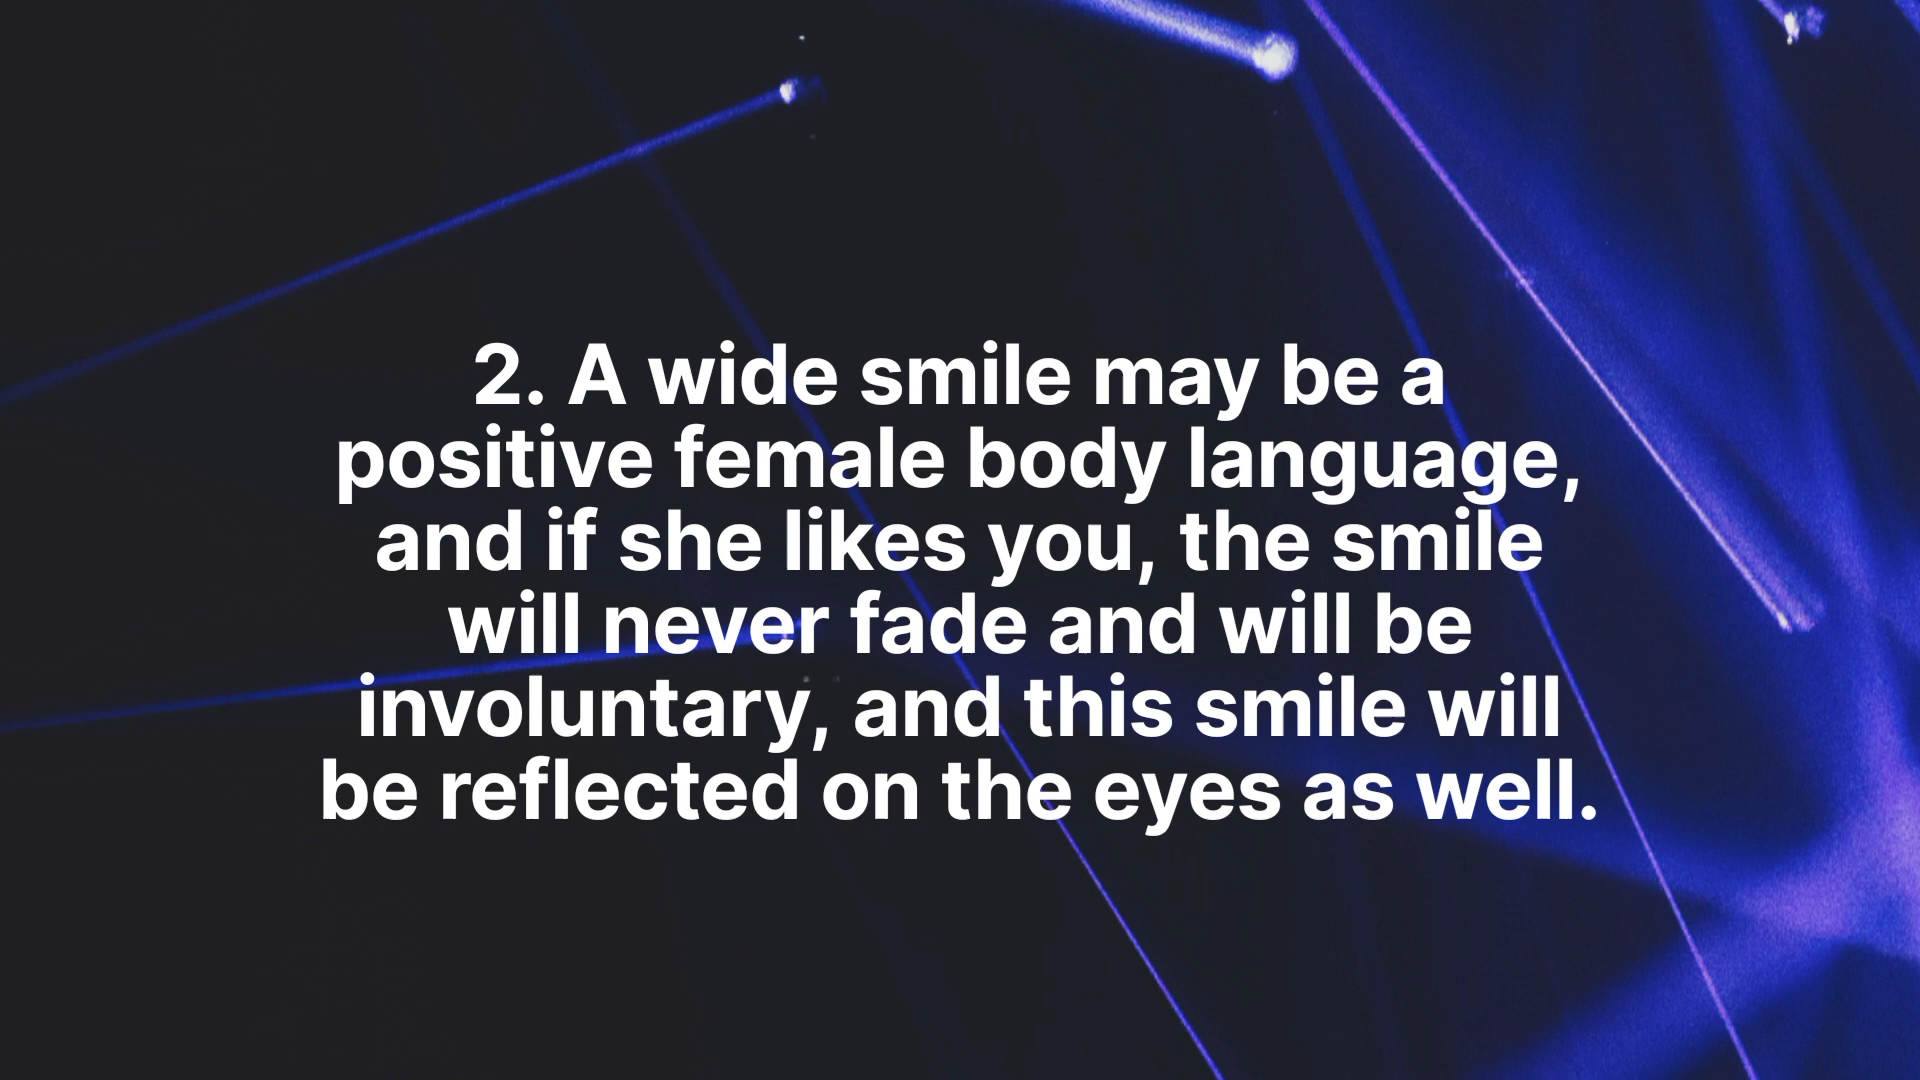 2. A wide smile may be a
positive female body language,
and if she likes you, the smile
will never fade and will be
involuntary, and this smile will
be reflected on the eyes as well.